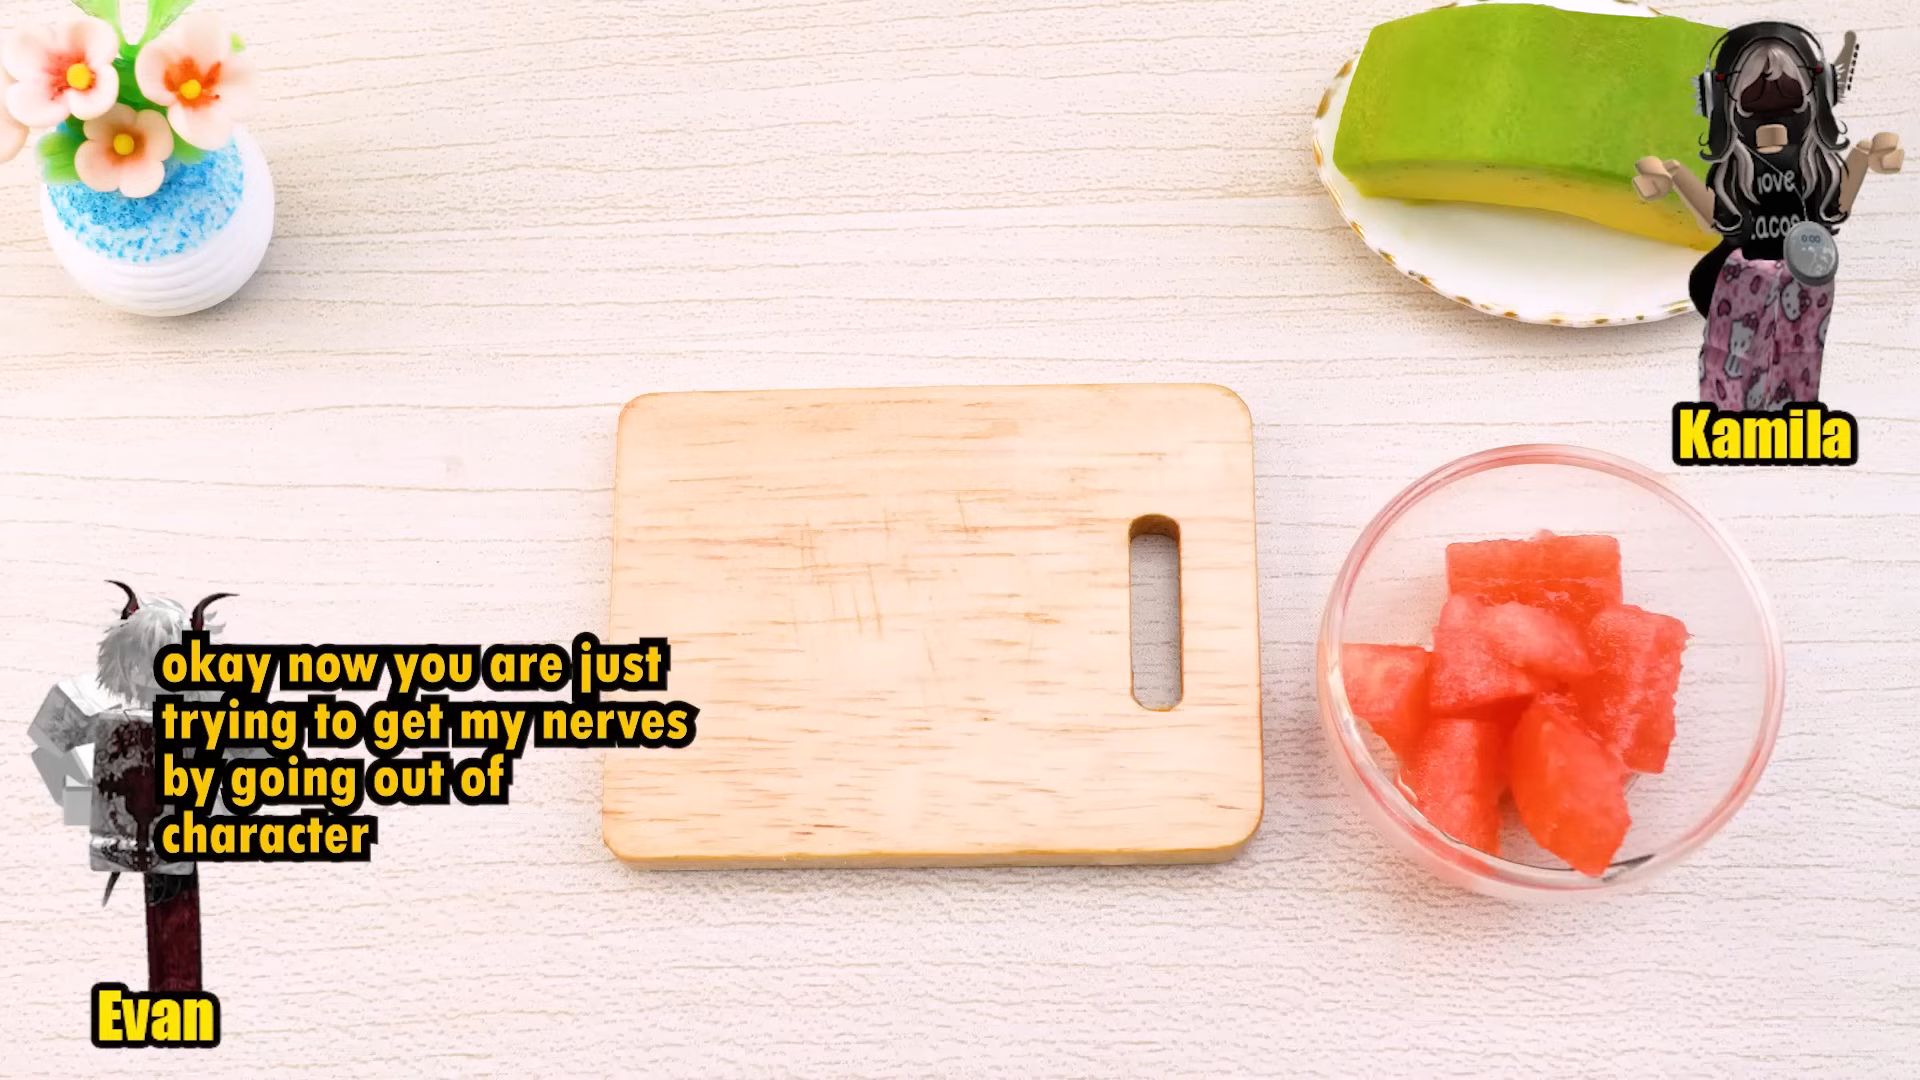 Kamila
okay now you are just
trying to get my nerves
by going out of
character
Evan